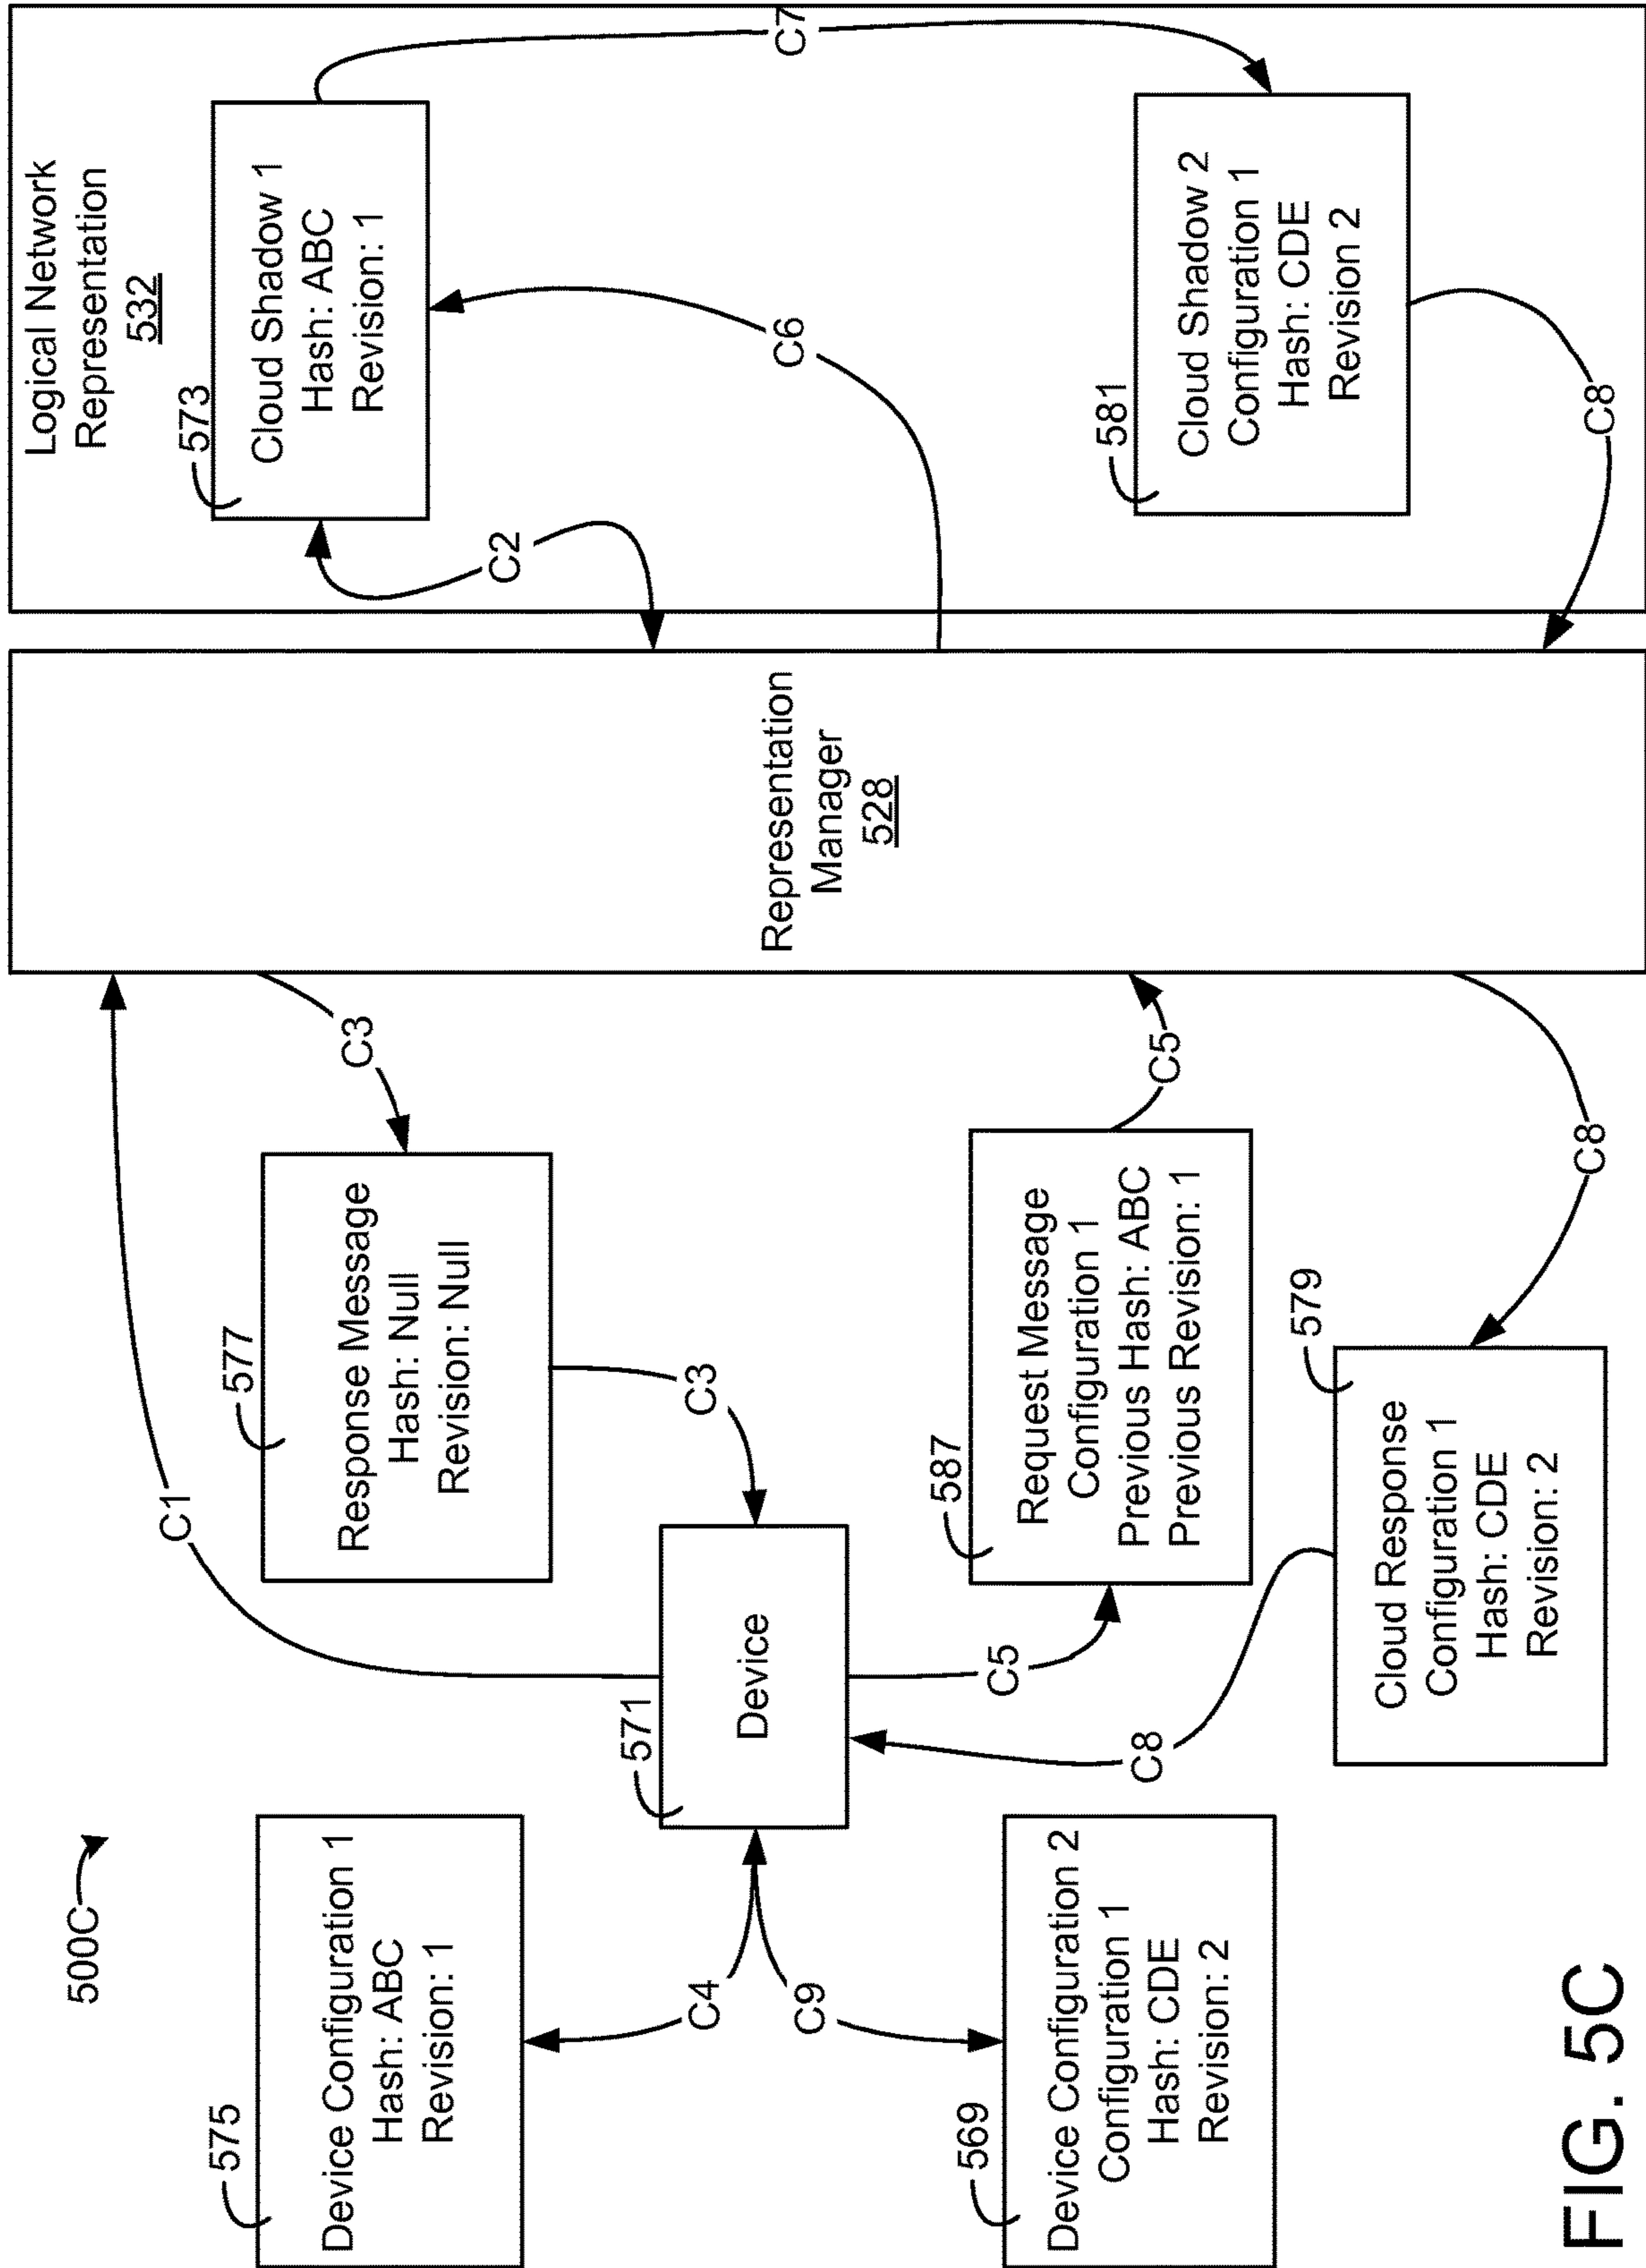 500C
575
Device Configuration 1
Hash: ABC
Revision: 1
C4
C9
569
Device Configuration 2
Configuration 1
Hash: CDE
Revision: 2
571
Device
C1
577
Response Message
Hash: Null
Revision: Null
C3
C3
C5
587
Request Message
Configuration 1
Previous Hash: ABC
Previous Revision: 1
C5
C8
579
Cloud Response
Configuration 1
Hash: CDE
Revision: 2
C8
Representation
Manager
528
Logical Network
Representation
532
C2
573
Cloud Shadow 1
Hash: ABC
Revision: 1
C6
C7
581
Cloud Shadow 2
Configuration 1
Hash: CDE
Revision 2
C8
FIG. 5C